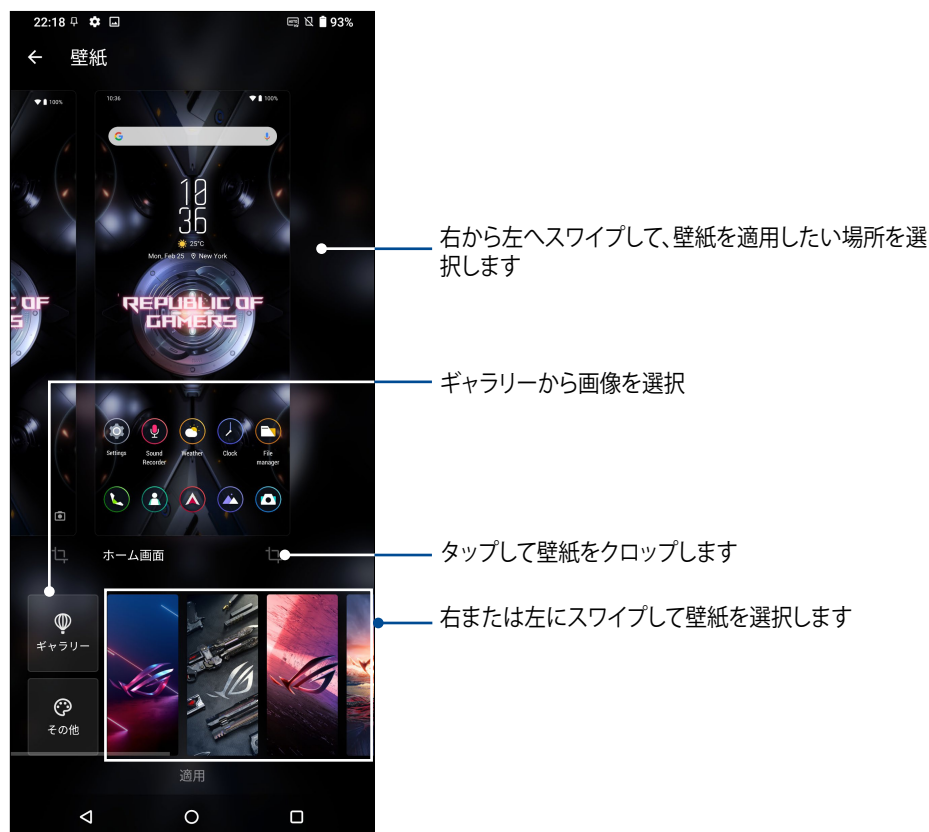 22:18 93%
壁紙
100%
10:36 100%
10
36
25°C
Mon, Feb 25 New York
REPUBLIC OF
GAMERS
OF
S
Settings Sound Recorder Weather Clock File manager
ホーム画面
ギャラリー
その他
適用
右から左へスワイプして、壁紙を適用したい場所を選
択します
ギャラリーから画像を選択
タップして壁紙をクロップします
右または左にスワイプして壁紙を選択します